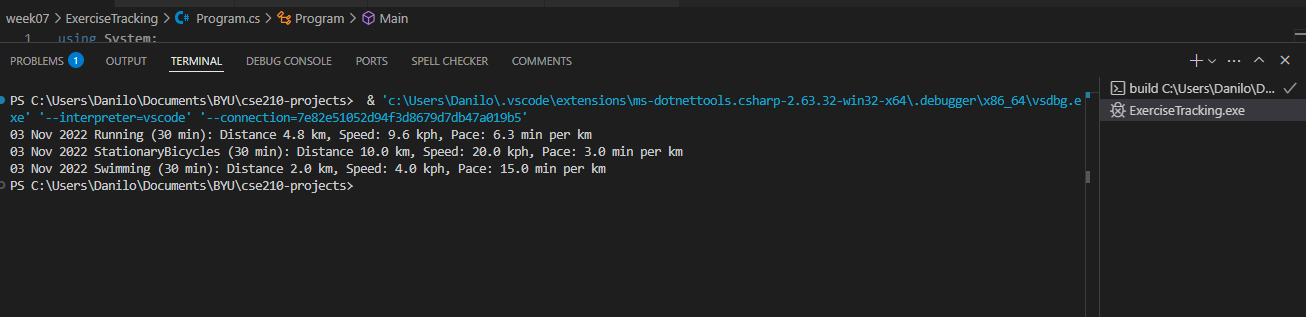 week07 > ExerciseTracking > Program.cs > Program > Main
1 using System;
PROBLEMS 1 OUTPUT TERMINAL DEBUG CONSOLE PORTS SPELL CHECKER COMMENTS
PS C:\Users\Danilo\Documents\BYU\cse210-projects>  & 'c:\Users\Danilo\.vscode\extensions\ms-dotnettools.csharp-2.63.32-win32-x64\.debugger\x86_64\vsdbg.e
xe' '--interpreter=vscode' '--connection=7e82e51052d94f3d8679d7db47a019b5'
03 Nov 2022 Running (30 min): Distance 4.8 km, Speed: 9.6 kph, Pace: 6.3 min per km
03 Nov 2022 StationaryBicycles (30 min): Distance 10.0 km, Speed: 20.0 kph, Pace: 3.0 min per km
03 Nov 2022 Swimming (30 min): Distance 2.0 km, Speed: 4.0 kph, Pace: 15.0 min per km
PS C:\Users\Danilo\Documents\BYU\cse210-projects>
build C:\Users\Danilo\D...
ExerciseTracking.exe